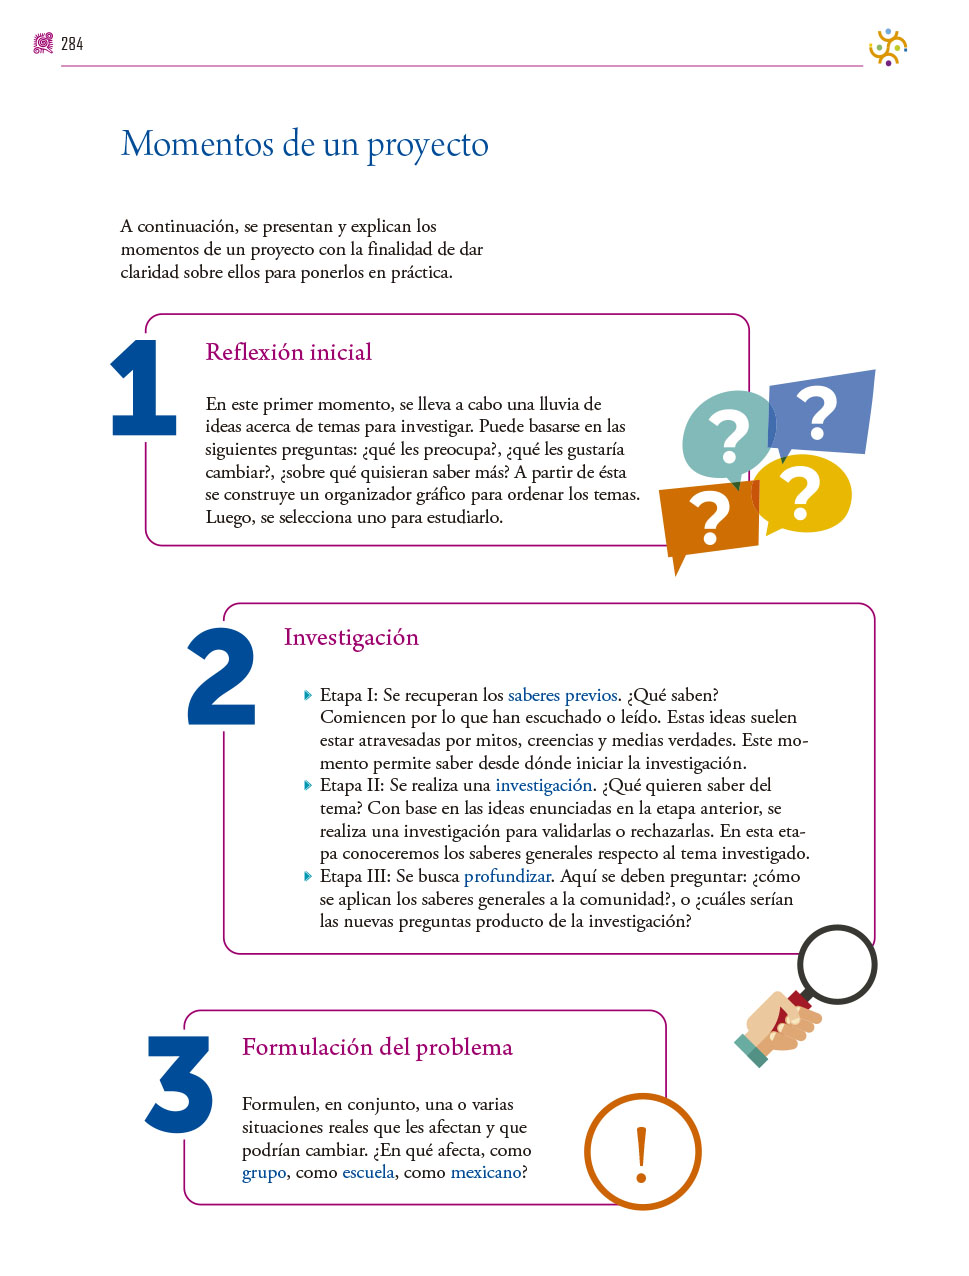 284
Momentos de un proyecto
A continuación, se presentan y explican los
momentos de un proyecto con la finalidad de dar
claridad sobre ellos para ponerlos en práctica.
1
Reflexión inicial
En este primer momento, se lleva a cabo una lluvia de
ideas acerca de temas para investigar. Puede basarse en las
siguientes preguntas: ¿qué les preocupa?, ¿qué les gustaría
cambiar?, ¿sobre qué quisieran saber más? A partir de ésta
se construye un organizador gráfico para ordenar los temas.
Luego, se selecciona uno para estudiarlo.
? ?
? ?
2
Investigación
Etapa I: Se recuperan los saberes previos. ¿Qué saben?
Comiencen por lo que han escuchado o leído. Estas ideas suelen
estar atravesadas por mitos, creencias y medias verdades. Este mo-
mento permite saber desde dónde iniciar la investigación.
Etapa II: Se realiza una investigación. ¿Qué quieren saber del
tema? Con base en las ideas enunciadas en la etapa anterior, se
realiza una investigación para validarlas o rechazarlas. En esta eta-
pa conoceremos los saberes generales respecto al tema investigado.
Etapa III: Se busca profundizar. Aquí se deben preguntar: ¿cómo
se aplican los saberes generales a la comunidad?, o ¿cuáles serían
las nuevas preguntas producto de la investigación?
3
Formulación del problema
Formulen, en conjunto, una o varias
situaciones reales que les afectan y que
podrían cambiar. ¿En qué afecta, como
grupo, como escuela, como mexicano?
!